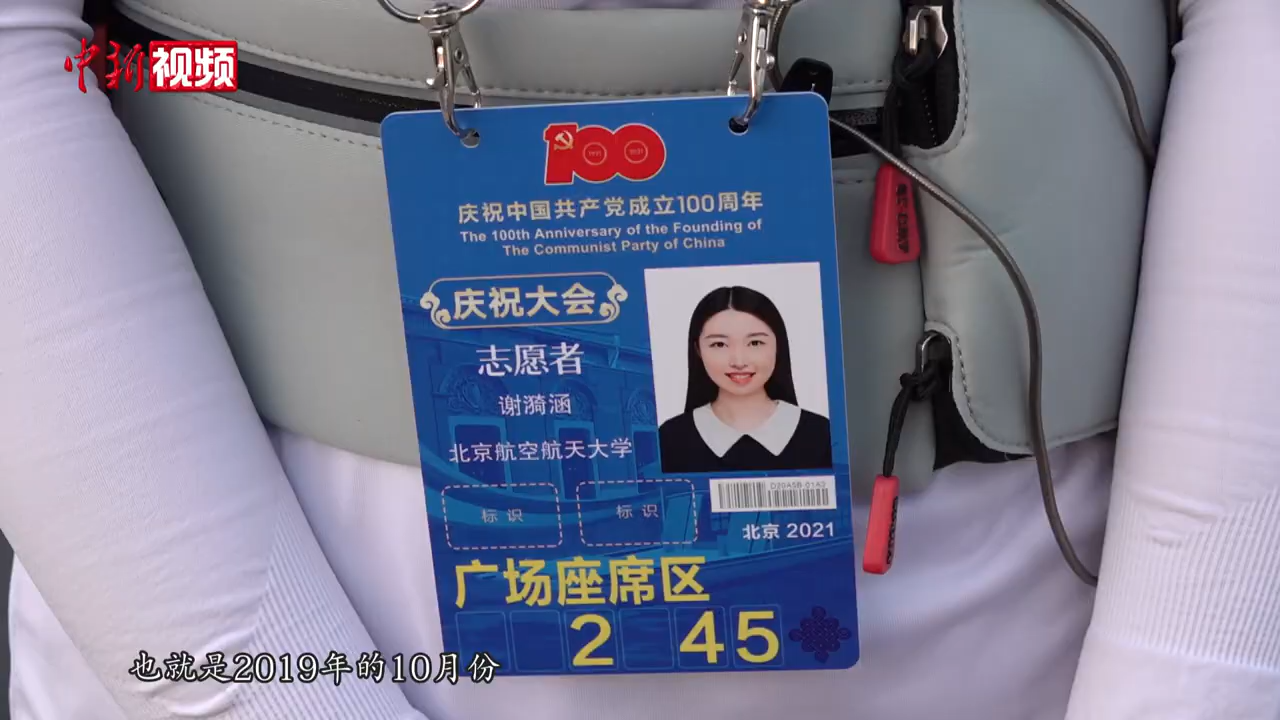 中新视频
100
庆祝中国共产党成立100周年
The 100th Anniversary of the Founding of
The Communist Party of China
庆祝大会
志愿者
谢漪涵
北京航空航天大学
标识 标识
D20A5B-01A2
北京 2021
广场座席区
2 45
也就是2019年的10月份